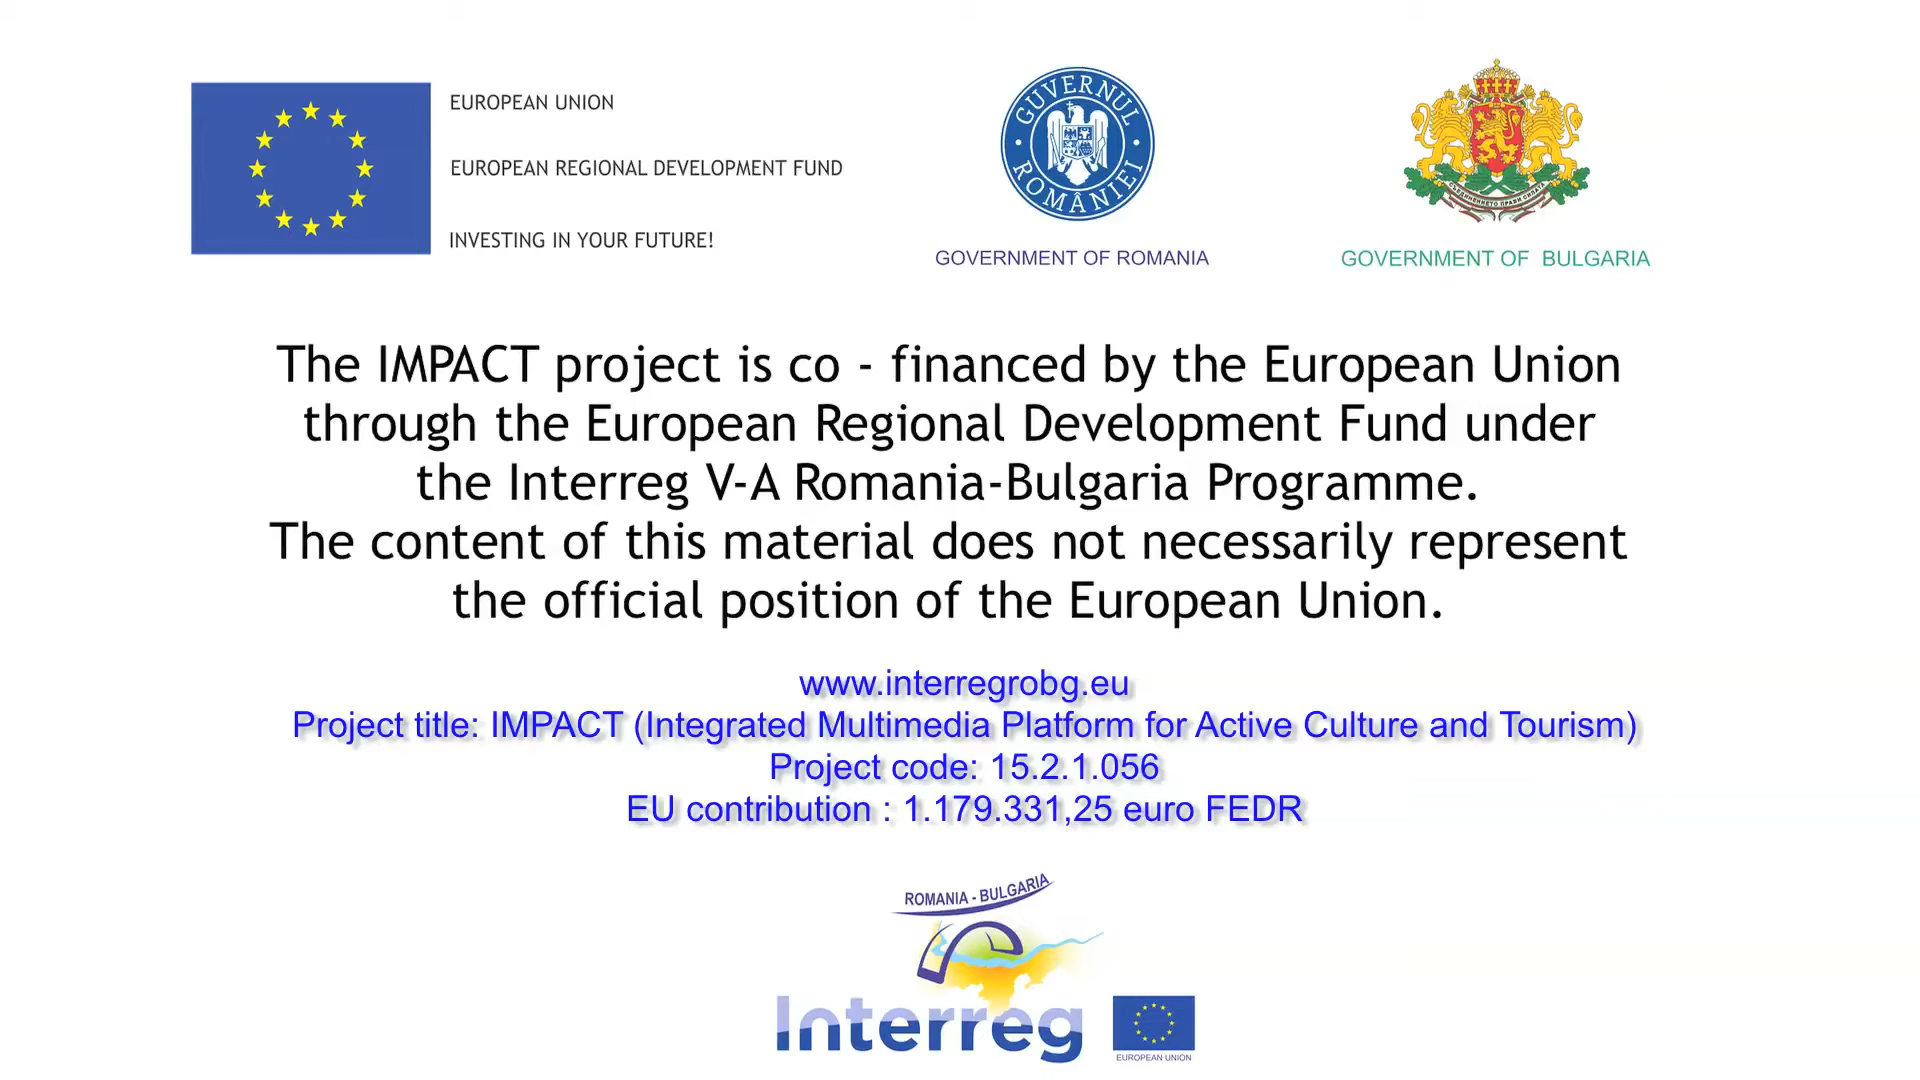 EUROPEAN UNION
EUROPEAN REGIONAL DEVELOPMENT FUND
INVESTING IN YOUR FUTURE!
GUVERNUL
ROMÂNIEI
GOVERNMENT OF ROMANIA
СЪЕДИНЕНИЕТО ПРАВИ СИЛАТА
GOVERNMENT OF BULGARIA
The IMPACT project is co - financed by the European Union
through the European Regional Development Fund under
the Interreg V-A Romania-Bulgaria Programme.
The content of this material does not necessarily represent
the official position of the European Union.
www.interregrobg.eu
Project title: IMPACT (Integrated Multimedia Platform for Active Culture and Tourism)
Project code: 15.2.1.056
EU contribution : 1.179.331,25 euro FEDR
ROMANIA - BULGARIA
Interreg
EUROPEAN UNION